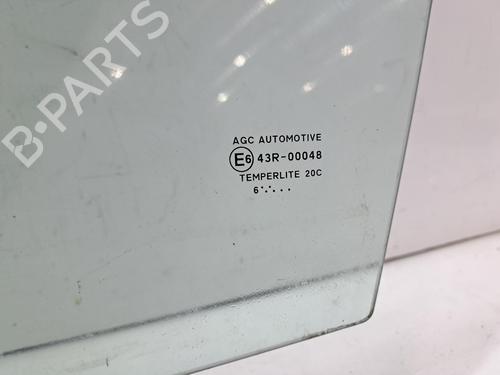 B-PARTS
AGC AUTOMOTIVE
E6 43R-00048
TEMPERLITE 20C
6